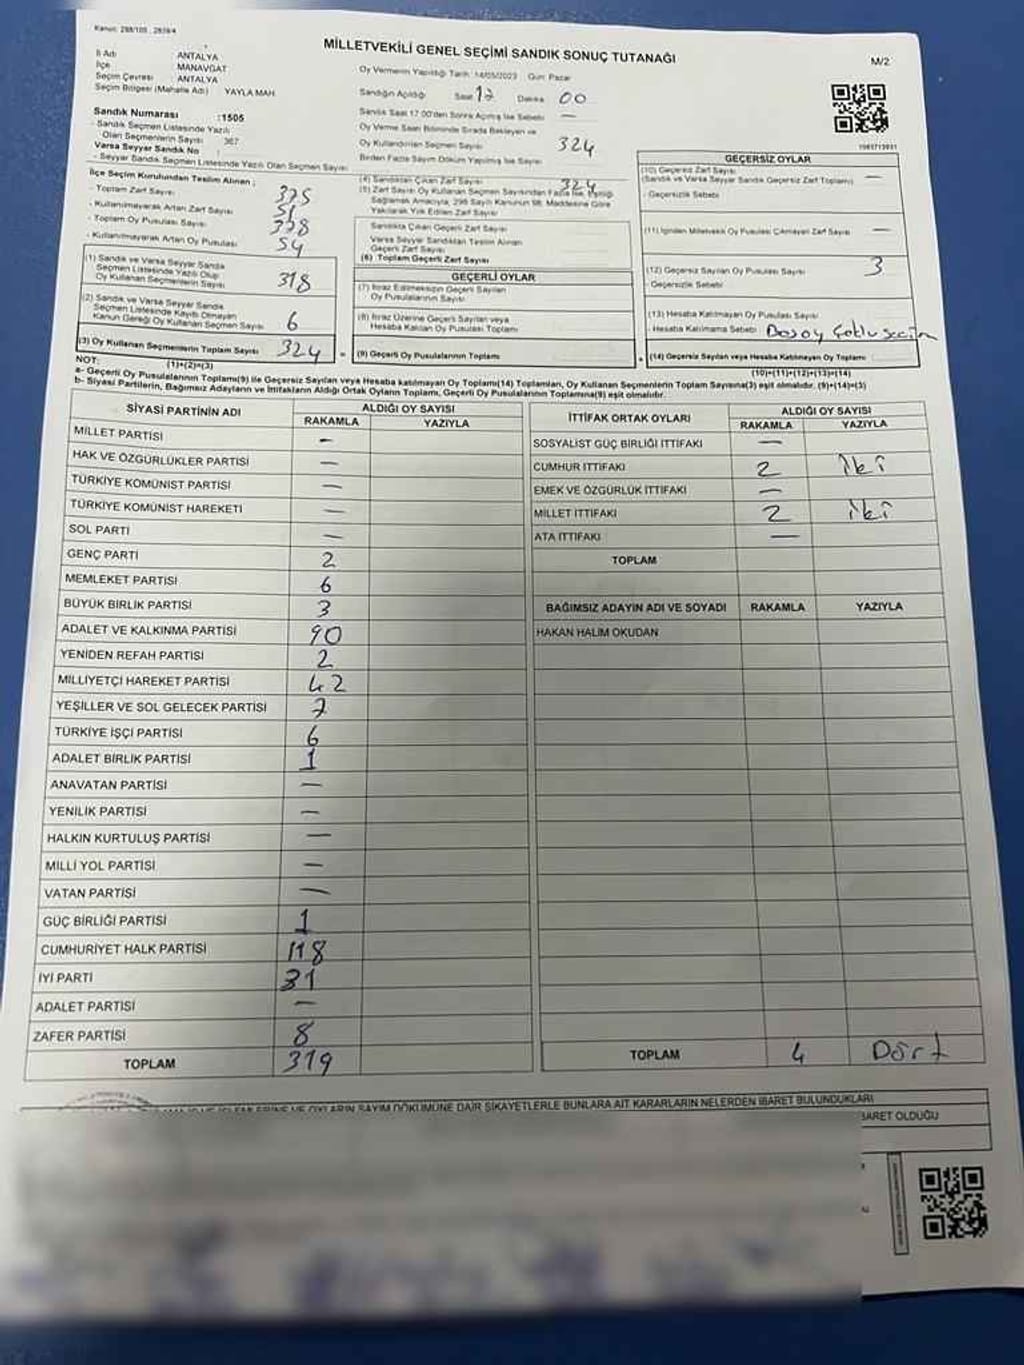 Kanun: 298/105 , 2839/4
MİLLETVEKİLİ GENEL SEÇİMİ SANDIK SONUÇ TUTANAĞI
M/2
İl Adı : ANTALYA
İlçe : MANAVGAT
Seçim Çevresi : ANTALYA
Seçim Bölgesi (Mahalle Adı) : YAYLA MAH.
Sandık Numarası :1505
- Sandık Seçmen Listesinde Yazılı
Olan Seçmenlerin Sayısı : 367
Varsa Seyyar Sandık No :
- Seyyar Sandık Seçmen Listesinde Yazılı Olan Seçmen Sayısı:
Oy Vermenin Yapıldığı Tarih: 14/05/2023 Gün: Pazar
Sandığın Açıldığı Saat 17 Dakika 00
Sandık Saat 17.00'den Sonra Açılmış İse Sebebi: —
Oy Verme Saati Bitiminde Sırada Bekleyen ve
Oy Kullandırılan Seçmen Sayısı: 324
Birden Fazla Sayım Döküm Yapılmış İse Sayısı:
İlçe Seçim Kurulundan Teslim Alınan ;
- Toplam Zarf Sayısı: 375
- Kullanılmayarak Artan Zarf Sayısı: 51
- Toplam Oy Pusulası Sayısı: 378
- Kullanılmayarak Artan Oy Pusulası: 54
(1) Sandık ve Varsa Seyyar Sandık
Seçmen Listesinde Yazılı Olup
Oy Kullanan Seçmenlerin Sayısı 318
(2) Sandık ve Varsa Seyyar Sandık
Seçmen Listesinde Kaydı Olmayan
Kanun Gereği Oy Kullanan Seçmen Sayısı 6
(3) Oy Kullanan Seçmenlerin Toplam Sayısı 324
(1)+(2)=(3)
(4) Sandıktan Çıkan Zarf Sayısı 324
(5) Zarf Sayısı Oy Kullanan Seçmen Sayısından Fazla İse, Eşitliği
Sağlamak Amacıyla, 298 Sayılı Kanunun 98. Maddesine Göre
Yakılarak Yok Edilen Zarf Sayısı
Sandıkta Çıkan Geçerli Zarf Sayısı
Varsa Seyyar Sandıktan Teslim Alınan
Geçerli Zarf Sayısı
(6) Toplam Geçerli Zarf Sayısı
GEÇERLİ OYLAR
(7) İtiraz Edilmeksizin Geçerli Sayılan
Oy Pusulalarının Sayısı
(8) İtiraz Üzerine Geçerli Sayılan veya
Hesaba Katılan Oy Pusulası Toplamı
= (9) Geçerli Oy Pusulalarının Toplamı
GEÇERSİZ OYLAR
(10) Geçersiz Zarf Sayısı
(Sandık ve Varsa Seyyar Sandık Geçersiz Zarf Toplamı) —
- Geçersizlik Sebebi
(11) İçinden Milletvekili Oy Pusulası Çıkmayan Zarf Sayısı —
(12) Geçersiz Sayılan Oy Pusulası Sayısı 3
- Geçersizlik Sebebi
(13) Hesaba Katılmayan Oy Pusulası Sayısı
- Hesaba Katılmama Sebebi
+ (14) Geçersiz Sayılan veya Hesaba Katılmayan Oy Toplamı
(10)+(11)+(12)+(13)=(14)
NOT:
a- Geçerli Oy Pusulalarının Toplamı(9) ile Geçersiz Sayılan veya Hesaba katılmayan Oy Toplamı(14) Toplamları, Oy Kullanan Seçmenlerin Toplam Sayısına(3) eşit olmalıdır. (9)+(14)=(3)
b- Siyasi Partilerin, Bağımsız Adayların ve İttifakların Aldığı Ortak Oyların Toplamı, Geçerli Oy Pusulalarının Toplamına(9) eşit olmalıdır.
SİYASİ PARTİNİN ADI
ALDIĞI OY SAYISI
RAKAMLA YAZIYLA
MİLLET PARTİSİ —
HAK VE ÖZGÜRLÜKLER PARTİSİ —
TÜRKİYE KOMÜNİST PARTİSİ —
TÜRKİYE KOMÜNİST HAREKETİ —
SOL PARTİ —
GENÇ PARTİ 2
MEMLEKET PARTİSİ 6
BÜYÜK BİRLİK PARTİSİ 3
ADALET VE KALKINMA PARTİSİ 90
YENİDEN REFAH PARTİSİ 2
MİLLİYETÇİ HAREKET PARTİSİ 42
YEŞİLLER VE SOL GELECEK PARTİSİ 7
TÜRKİYE İŞÇİ PARTİSİ 6
ADALET BİRLİK PARTİSİ 1
ANAVATAN PARTİSİ —
YENİLİK PARTİSİ —
HALKIN KURTULUŞ PARTİSİ —
MİLLİ YOL PARTİSİ —
VATAN PARTİSİ —
GÜÇ BİRLİĞİ PARTİSİ 1
CUMHURİYET HALK PARTİSİ 118
İYİ PARTİ 31
ADALET PARTİSİ —
ZAFER PARTİSİ 8
TOPLAM 319
İTTİFAK ORTAK OYLARI
ALDIĞI OY SAYISI
RAKAMLA YAZIYLA
SOSYALİST GÜÇ BİRLİĞİ İTTİFAKI —
CUMHUR İTTİFAKI 2 iki
EMEK VE ÖZGÜRLÜK İTTİFAKI —
MİLLET İTTİFAKI 2 iki
ATA İTTİFAKI —
TOPLAM
BAĞIMSIZ ADAYIN ADI VE SOYADI RAKAMLA YAZIYLA
HAKAN HALİM OKUDAN
TOPLAM 4 Dört
OYLARIN SAYIM DÖKÜMÜNE DAİR ŞİKAYETLERLE BUNLARA AİT KARARLARIN NELERDEN İBARET BULUNDUKLARI
İBARET OLDUĞU